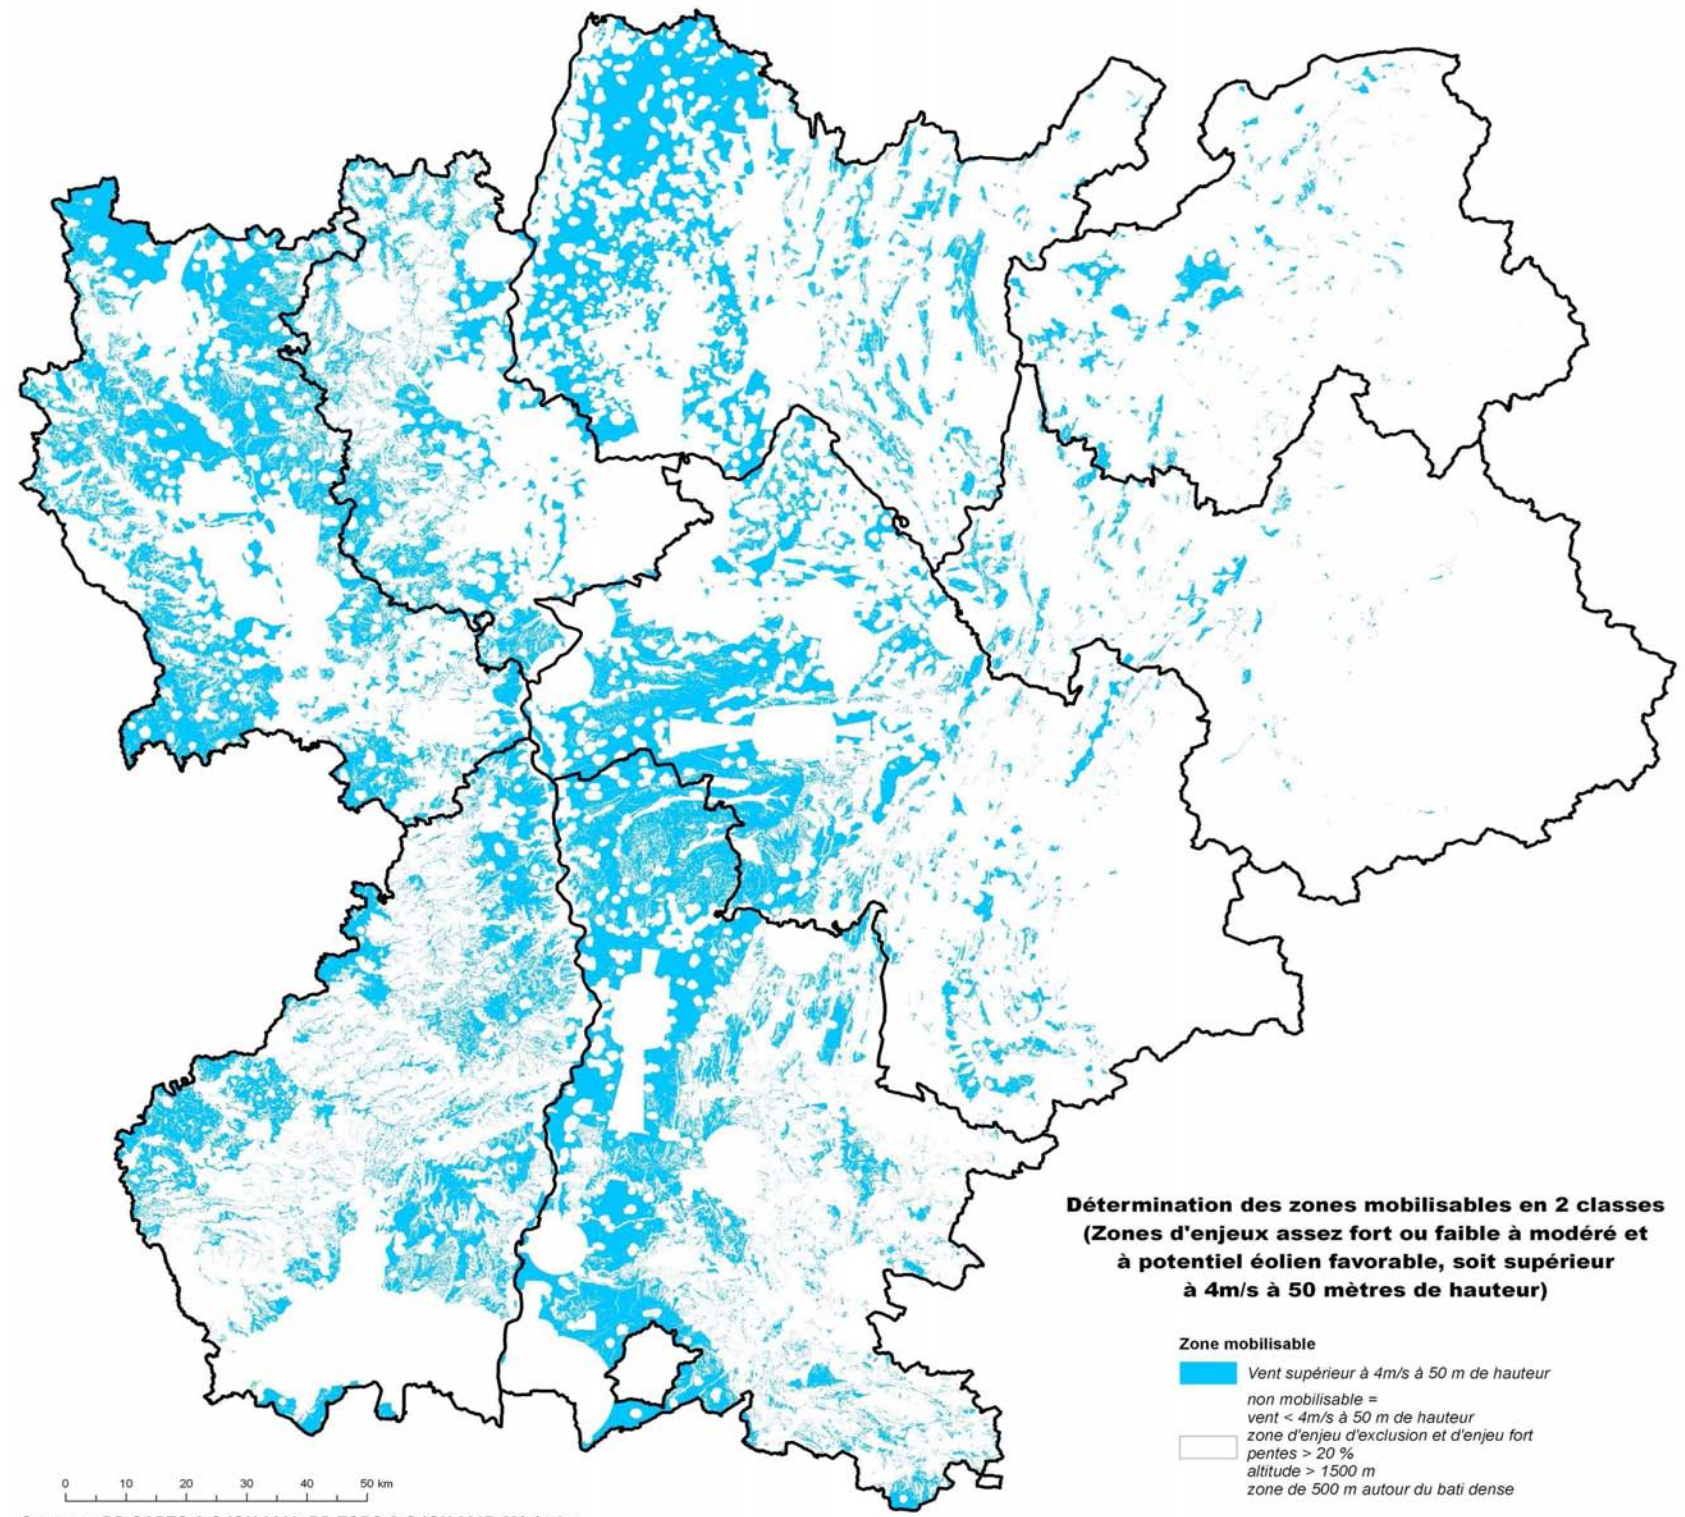 Détermination des zones mobilisables en 2 classes
(Zones d'enjeux assez fort ou faible à modéré et
à potentiel éolien favorable, soit supérieur
à 4m/s à 50 mètres de hauteur)
Zone mobilisable
Vent supérieur à 4m/s à 50 m de hauteur
non mobilisable =
vent < 4m/s à 50 m de hauteur
zone d'enjeu d'exclusion et d'enjeu fort
pentes > 20 %
altitude > 1500 m
zone de 500 m autour du bati dense
0 10 20 30 40 50 km